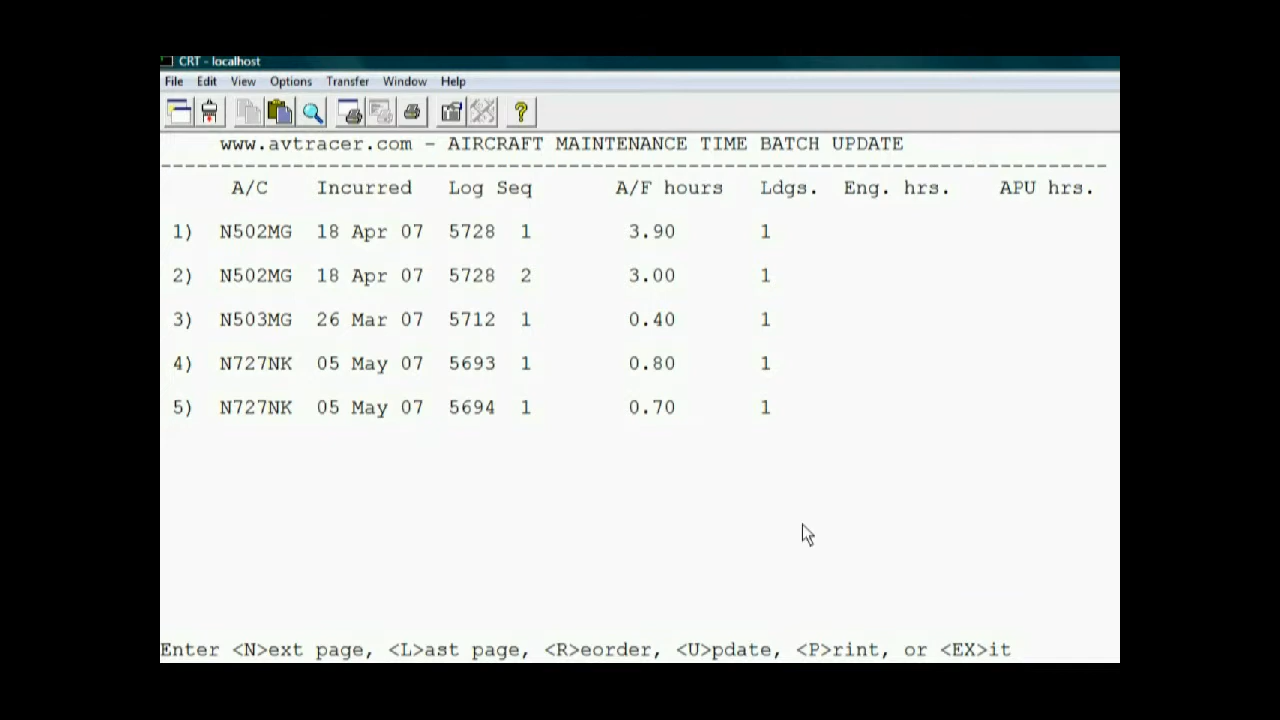 CRT - localhost
File Edit View Options Transfer Window Help
www.avtracer.com - AIRCRAFT MAINTENANCE TIME BATCH UPDATE
A/C Incurred Log Seq A/F hours Ldgs. Eng. hrs. APU hrs.
1) N502MG 18 Apr 07 5728 1 3.90 1
2) N502MG 18 Apr 07 5728 2 3.00 1
3) N503MG 26 Mar 07 5712 1 0.40 1
4) N727NK 05 May 07 5693 1 0.80 1
5) N727NK 05 May 07 5694 1 0.70 1
Enter <N>ext page, <L>ast page, <R>eorder, <U>pdate, <P>rint, or <EX>it